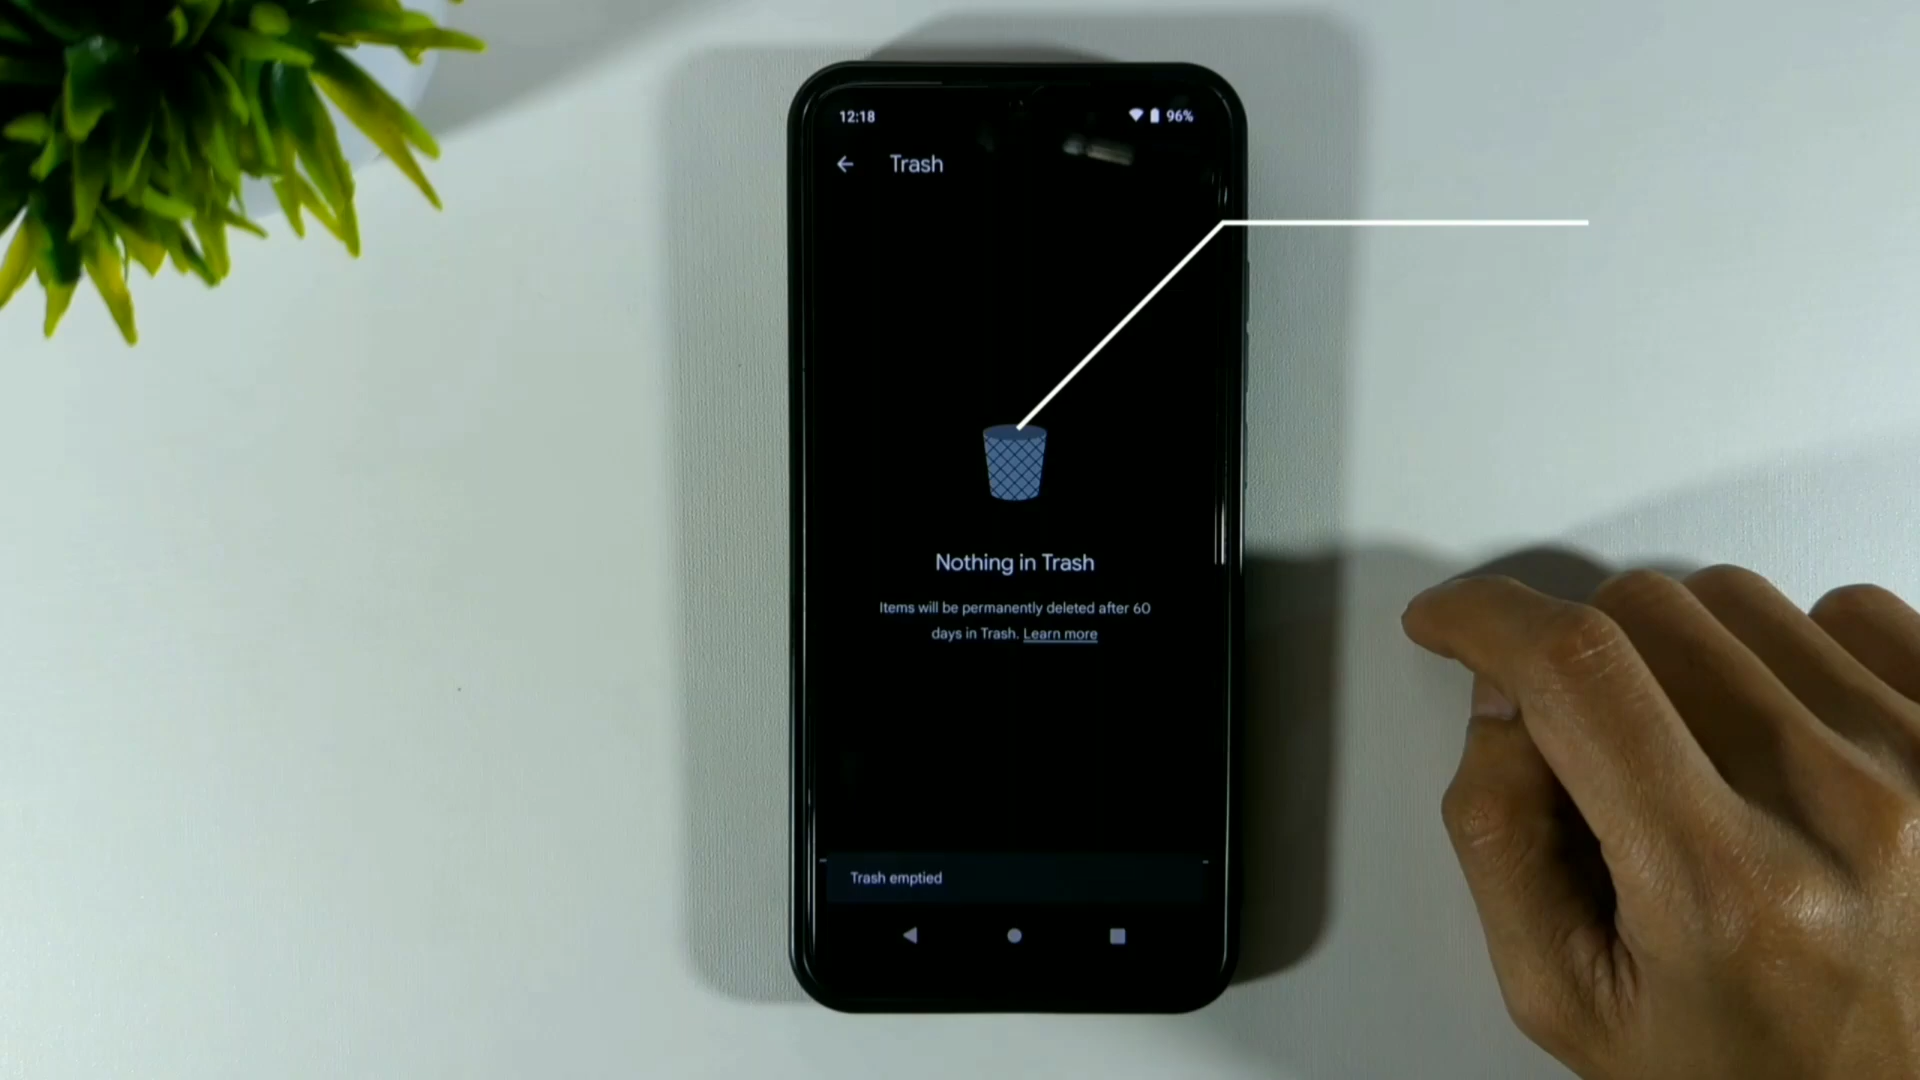 12:18
96%
Trash
Nothing in Trash
Items will be permanently deleted after 60
days in Trash. Learn more
Trash emptied